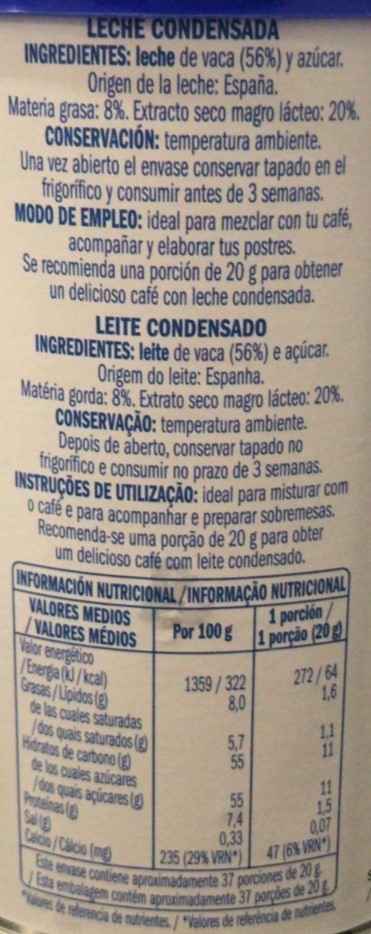 LECHE CONDENSADA
INGREDIENTES: leche de vaca (56%) y azúcar.
Origen de la leche: España.
Materia grasa: 8%. Extracto seco magro lácteo: 20%.
CONSERVACIÓN: temperatura ambiente.
Una vez abierto el envase conservar tapado en el
frigorífico y consumir antes de 3 semanas.
MODO DE EMPLEO: ideal para mezclar con tu café,
acompañar y elaborar tus postres.
Se recomienda una porción de 20 g para obtener
un delicioso café con leche condensada.
LEITE CONDENSADO
INGREDIENTES: leite de vaca (56%) e açúcar.
Origem do leite: Espanha.
Matéria gorda: 8%. Extrato seco magro lácteo: 20%.
CONSERVAÇÃO: temperatura ambiente.
Depois de aberto, conservar tapado no
frigorífico e consumir no prazo de 3 semanas.
INSTRUÇÕES DE UTILIZAÇÃO: ideal para misturar com
o café e para acompanhar e preparar sobremesas.
Recomenda-se uma porção de 20 g para obter
um delicioso café com leite condensado.
INFORMACIÓN NUTRICIONAL/INFORMAÇÃO NUTRICIONAL
VALORES MEDIOS
/ VALORES MÉDIOS Por 100 g 1 porción / 1 porção (20 g)
Valor energético
/Energia (kJ/kcal) 1359 / 322 272 / 64
Grasas/Lípidos (g) 8,0 1,6
de las cuales saturadas
/dos quais saturados (g) 5,7 1,1
Hidratos de carbono (g) 55 11
de los cuales azúcares
/dos quais açúcares (g) 55 11
Proteínas (g) 7,4 1,5
Sal (g) 0,33 0,07
Calcio / Cálcio (mg) 235 (29% VRN*) 47 (6% VRN*)
Este envase contiene aproximadamente 37 porciones de 20 g.
/ Esta embalagem contém aproximadamente 37 porções de 20 g.
*Valores de referencia de nutrientes. / *Valores de referência de nutrientes.